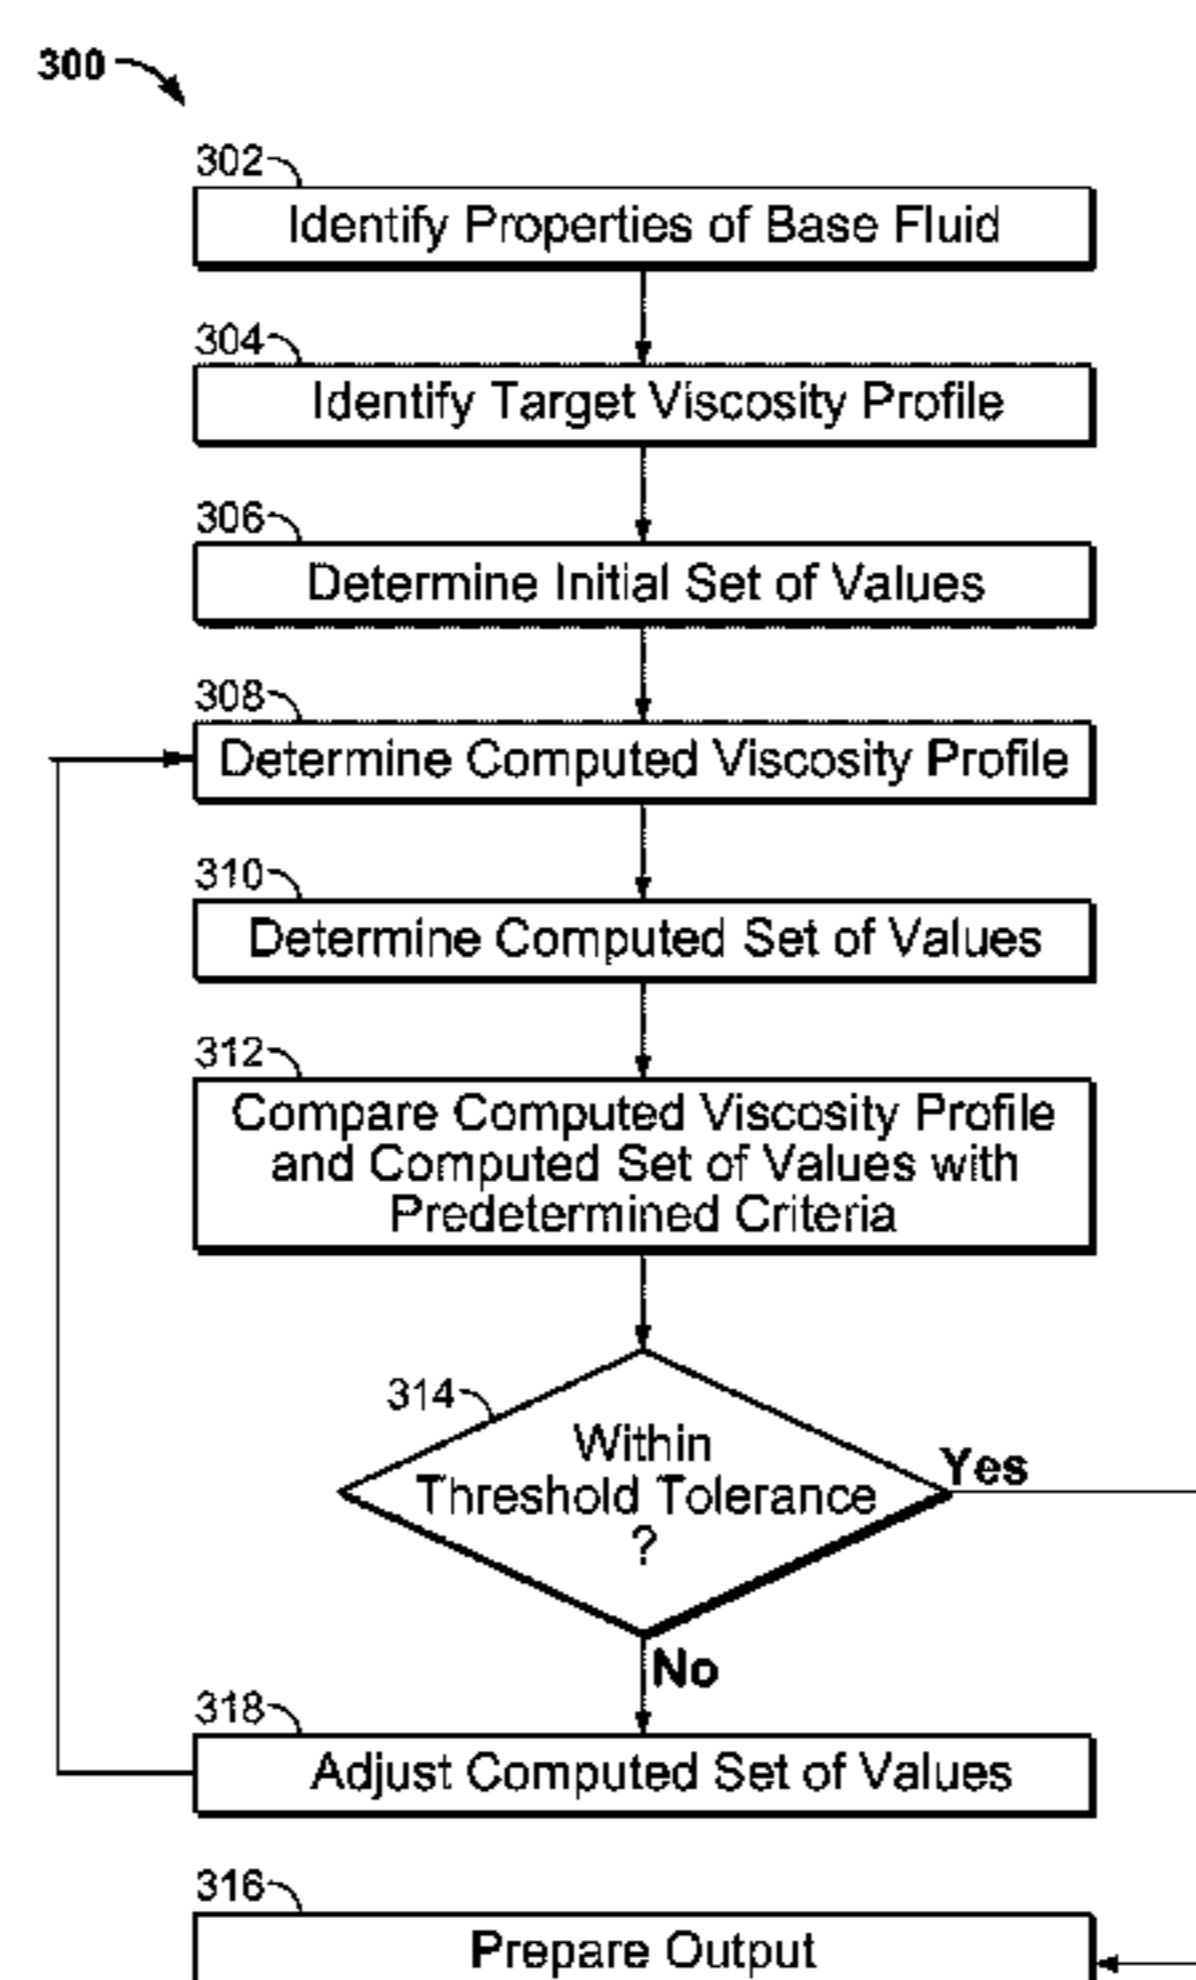 300
302
Identify Properties of Base Fluid
304
Identify Target Viscosity Profile
306
Determine Initial Set of Values
308
Determine Computed Viscosity Profile
310
Determine Computed Set of Values
312
Compare Computed Viscosity Profile
and Computed Set of Values with
Predetermined Criteria
314
Within
Threshold Tolerance
?
Yes
No
318
Adjust Computed Set of Values
316
Prepare Output